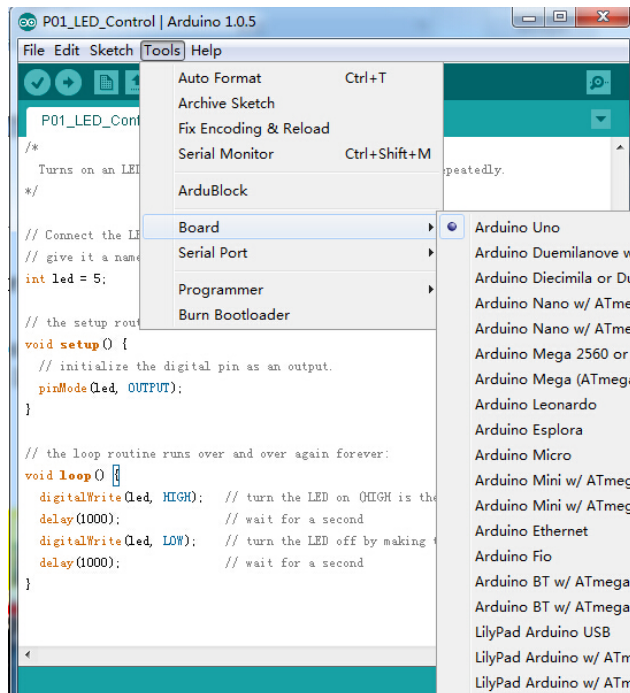 P01_LED_Control | Arduino 1.0.5
File Edit Sketch Tools Help
P01_LED_Con
Auto Format Ctrl+T
Archive Sketch
Fix Encoding & Reload
Serial Monitor Ctrl+Shift+M
ArduBlock
Board
Serial Port
Programmer
Burn Bootloader
Arduino Uno
Arduino Duemilanove w
Arduino Diecimila or Du
Arduino Nano w/ ATme
Arduino Nano w/ ATme
Arduino Mega 2560 or
Arduino Mega (ATmega
Arduino Leonardo
Arduino Esplora
Arduino Micro
Arduino Mini w/ ATmeg
Arduino Mini w/ ATmeg
Arduino Ethernet
Arduino Fio
Arduino BT w/ ATmega
Arduino BT w/ ATmega
LilyPad Arduino USB
LilyPad Arduino w/ ATm
LilyPad Arduino w/ ATm
/*
Turns on an LED peatedly.
*/
// Connect the LE
// give it a name
int led = 5;
// the setup rout
void setup() {
// initialize the digital pin as an output.
pinMode(led, OUTPUT);
}
// the loop routine runs over and over again forever:
void loop() {
digitalWrite(led, HIGH); // turn the LED on (HIGH is the
delay(1000); // wait for a second
digitalWrite(led, LOW); // turn the LED off by making
delay(1000); // wait for a second
}